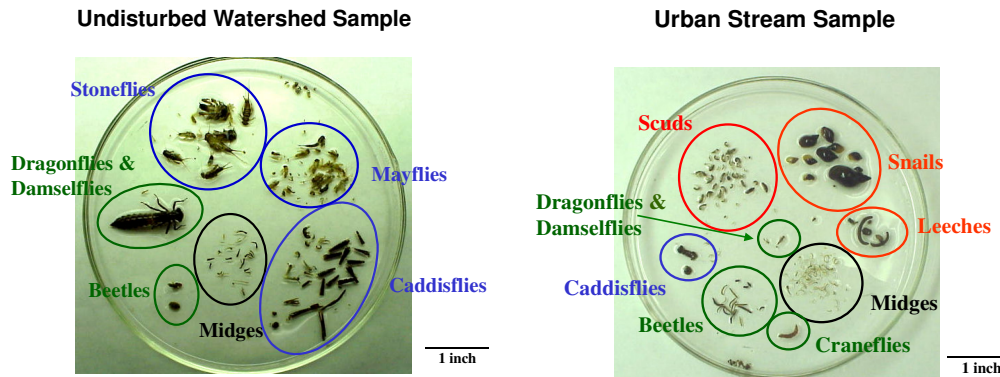 Undisturbed Watershed Sample
Stoneflies
Dragonflies &
Damselflies
Mayflies
Beetles
Midges
Caddisflies
1 inch
Urban Stream Sample
Scuds
Snails
Dragonflies &
Damselflies
Leeches
Caddisflies
Midges
Beetles
Craneflies
1 inch